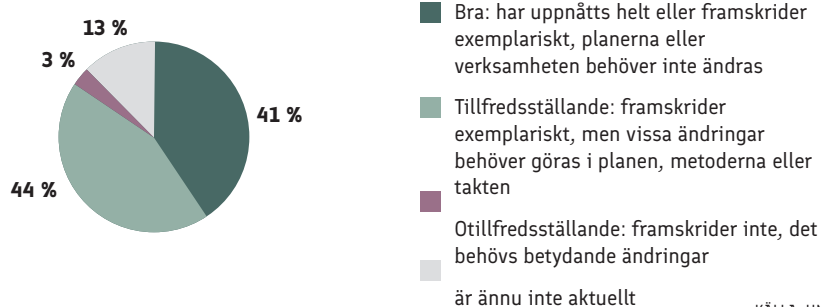 13 %
3 %
41 %
44 %
Bra: har uppnåtts helt eller framskrider
exemplariskt, planerna eller
verksamheten behöver inte ändras
Tillfredsställande: framskrider
exemplariskt, men vissa ändringar
behöver göras i planen, metoderna eller
takten
Otillfredsställande: framskrider inte, det
behövs betydande ändringar
är ännu inte aktuellt